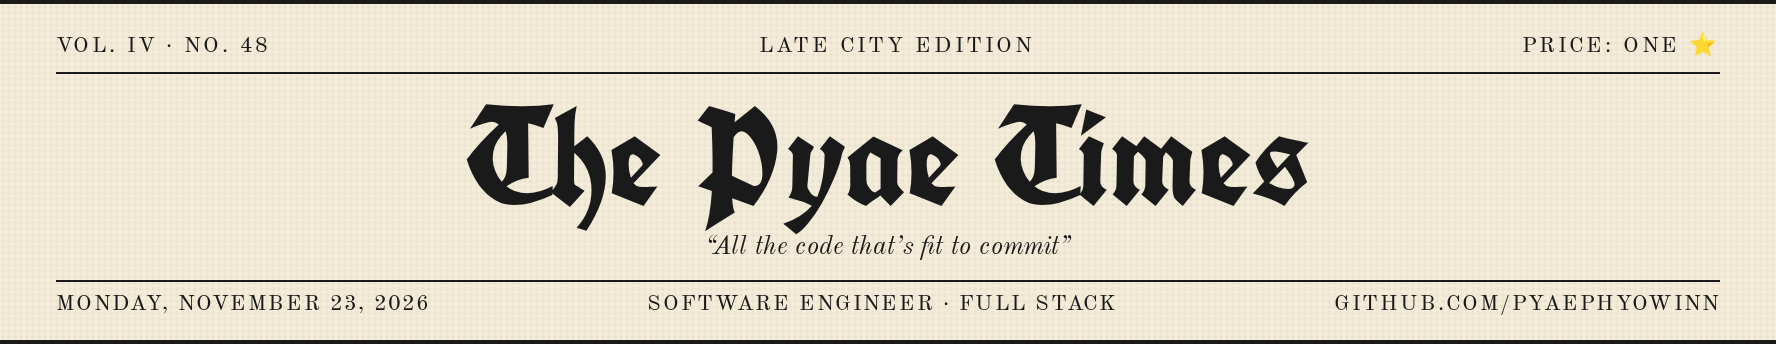 VOL. IV · NO. 48
LATE CITY EDITION
PRICE: ONE ⭐
The Pyae Times
“All the code that’s fit to commit”
MONDAY, NOVEMBER 23, 2026
SOFTWARE ENGINEER · FULL STACK
GITHUB.COM/PYAEPHYOWINN